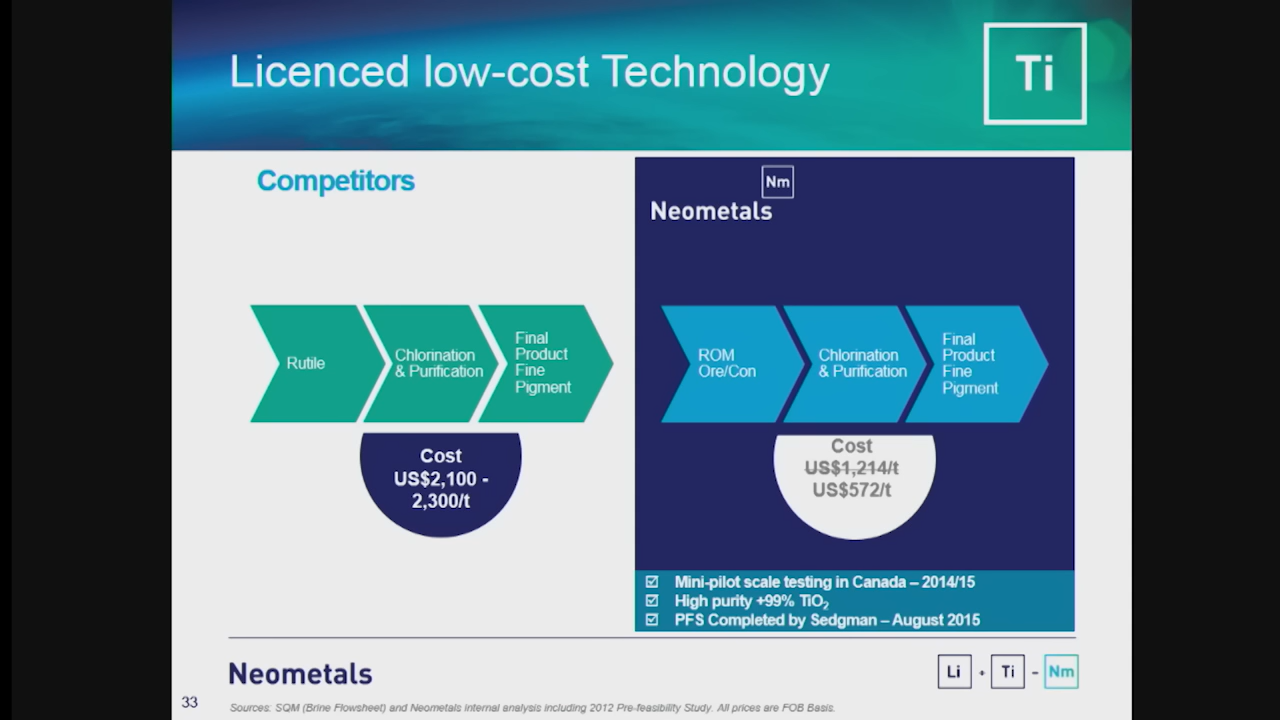 Licenced low-cost Technology
Ti
Competitors
Rutile
Chlorination
& Purification
Final
Product
Fine
Pigment
Cost
US$2,100 -
2,300/t
Nm
Neometals
ROM
Ore/Con
Chlorination
& Purification
Final
Product
Fine
Pigment
Cost
US$1,214/t
US$572/t
☑ Mini-pilot scale testing in Canada – 2014/15
☑ High purity +99% TiO₂
☑ PFS Completed by Sedgman – August 2015
Neometals
Li + Ti = Nm
33
Sources: SQM (Brine Flowsheet) and Neometals internal analysis including 2012 Pre-feasibility Study. All prices are FOB Basis.